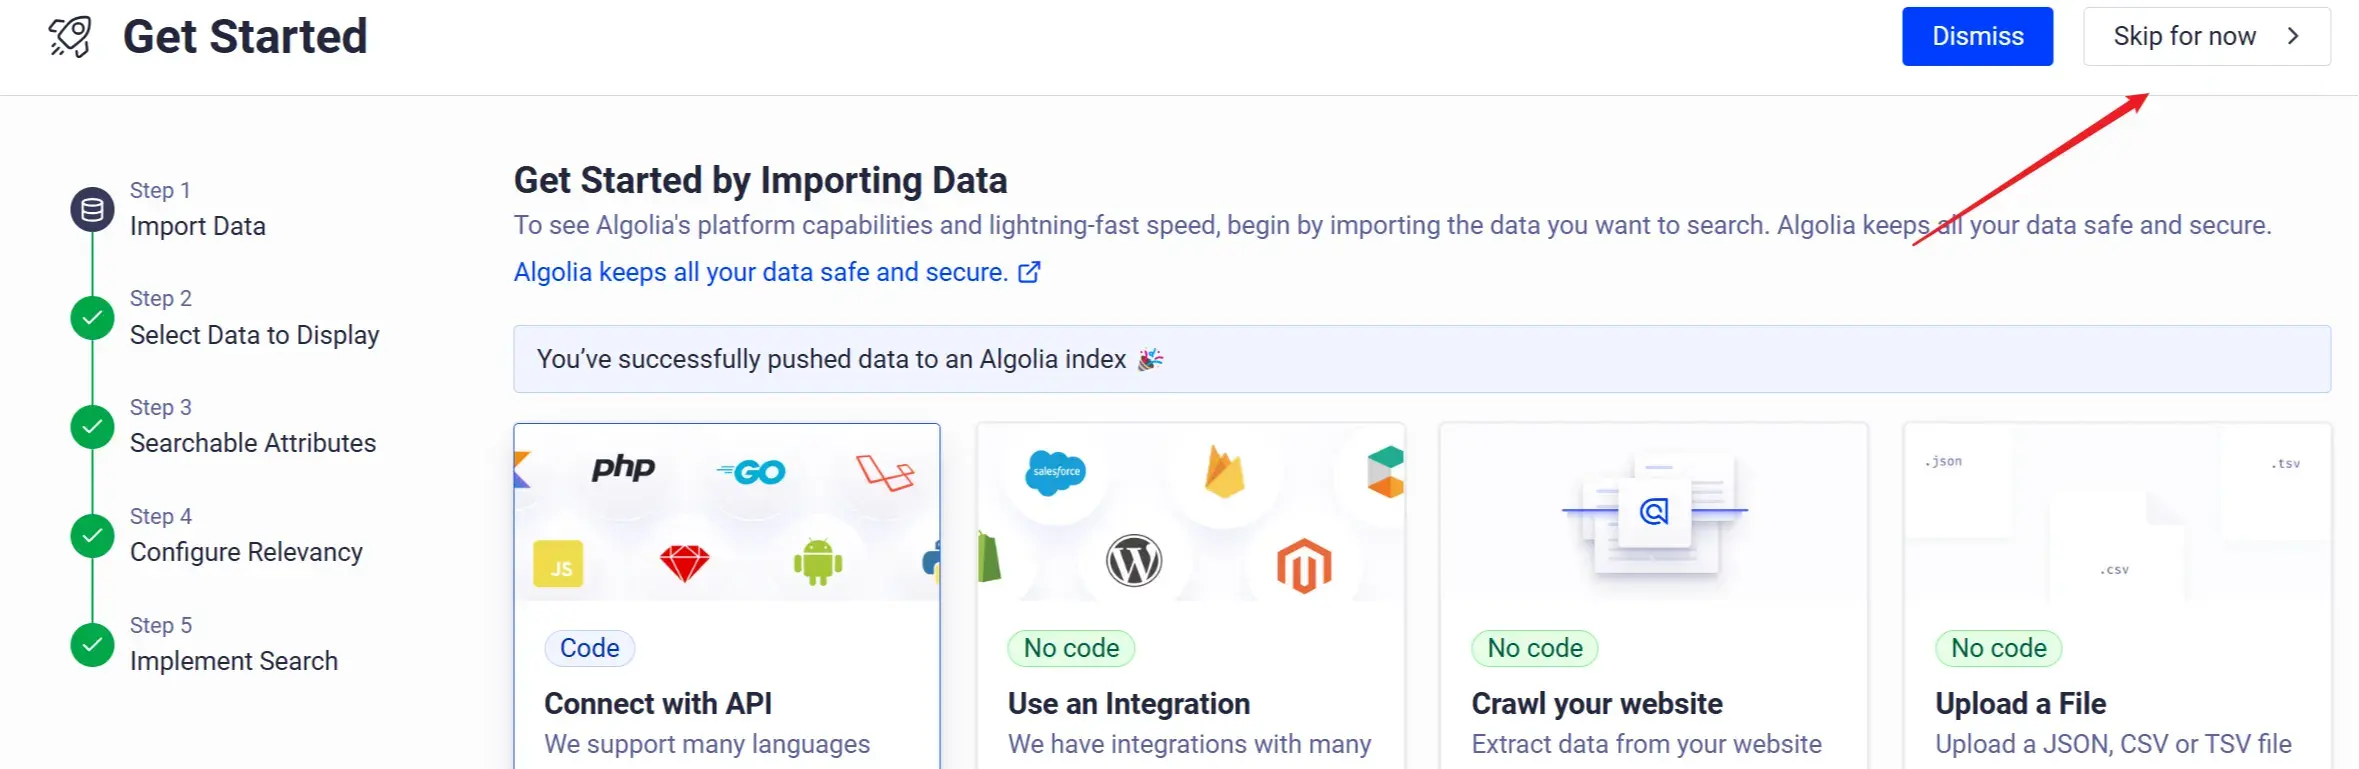 Get Started
Dismiss
Skip for now
Step 1
Import Data
Step 2
Select Data to Display
Step 3
Searchable Attributes
Step 4
Configure Relevancy
Step 5
Implement Search
Get Started by Importing Data
To see Algolia's platform capabilities and lightning-fast speed, begin by importing the data you want to search. Algolia keeps all your data safe and secure.
Algolia keeps all your data safe and secure.
You’ve successfully pushed data to an Algolia index 🎉
php
GO
JS
Code
Connect with API
We support many languages
salesforce
No code
Use an Integration
We have integrations with many
No code
Crawl your website
Extract data from your website
.json
.tsv
.csv
No code
Upload a File
Upload a JSON, CSV or TSV file